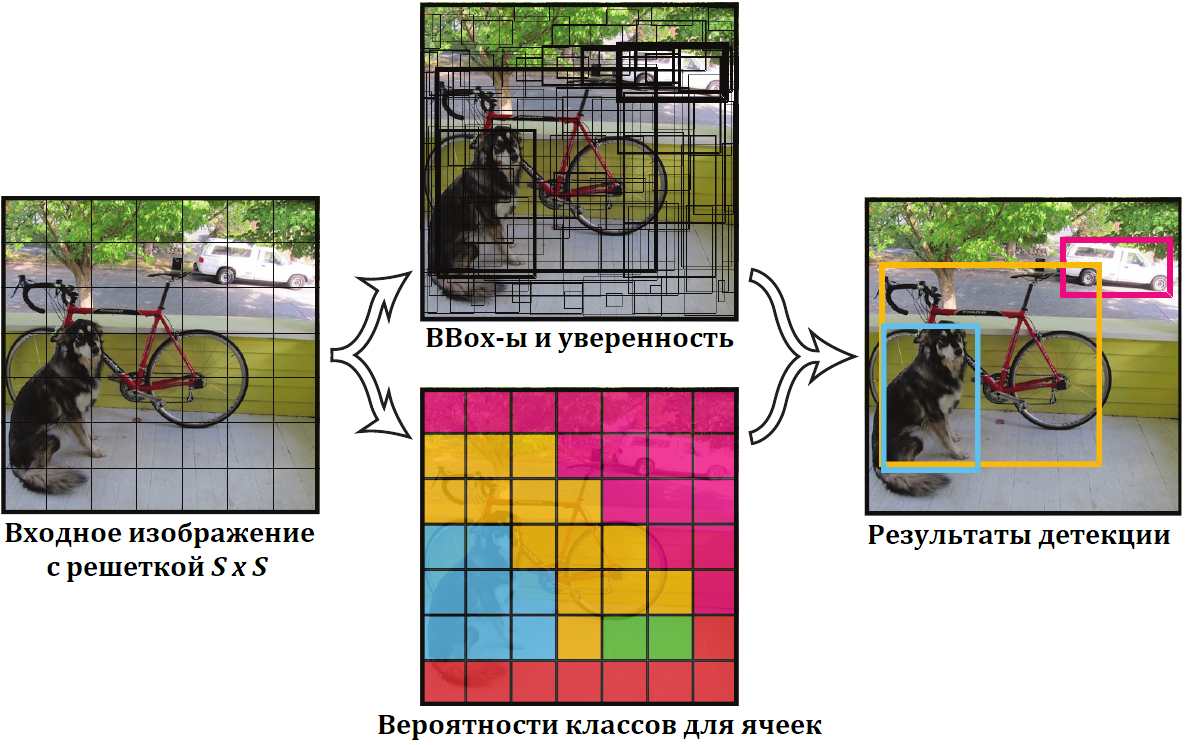 BBox-ы и уверенность
Входное изображение
с решеткой S x S
Результаты детекции
Вероятности классов для ячеек